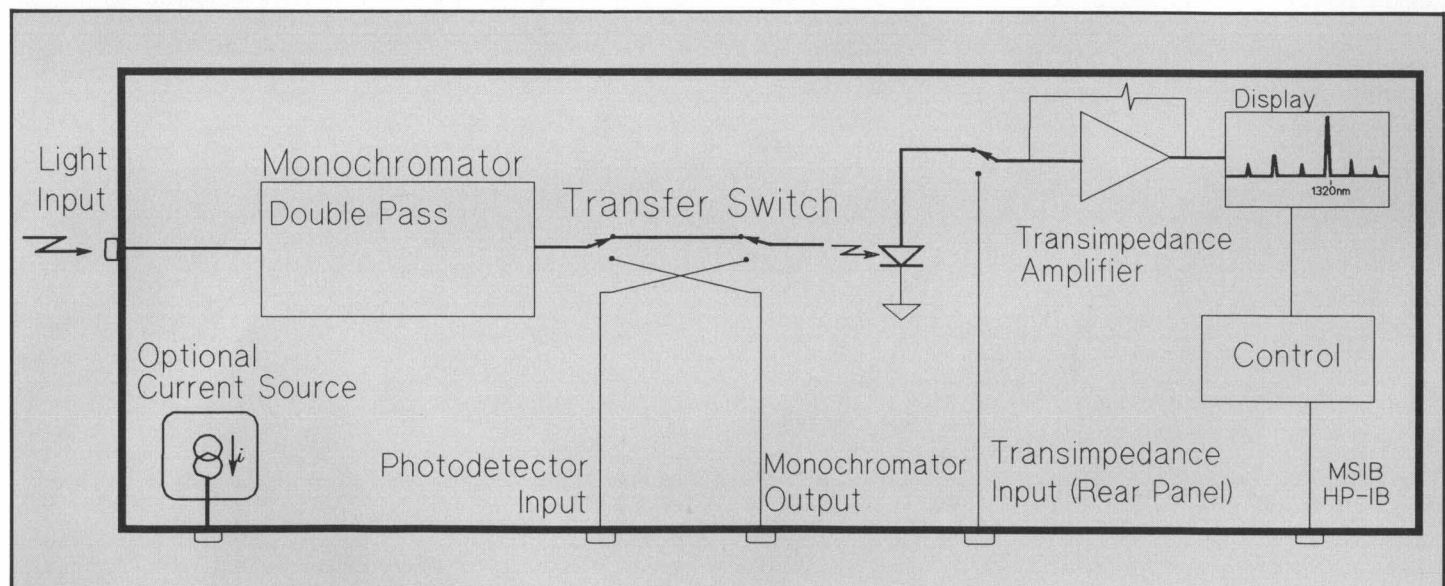 Light
Input
Monochromator
Double Pass
Transfer Switch
Transimpedance
Amplifier
Display
1320nm
Control
Optional
Current Source
i
Photodetector
Input
Monochromator
Output
Transimpedance
Input (Rear Panel)
MSIB
HP-IB